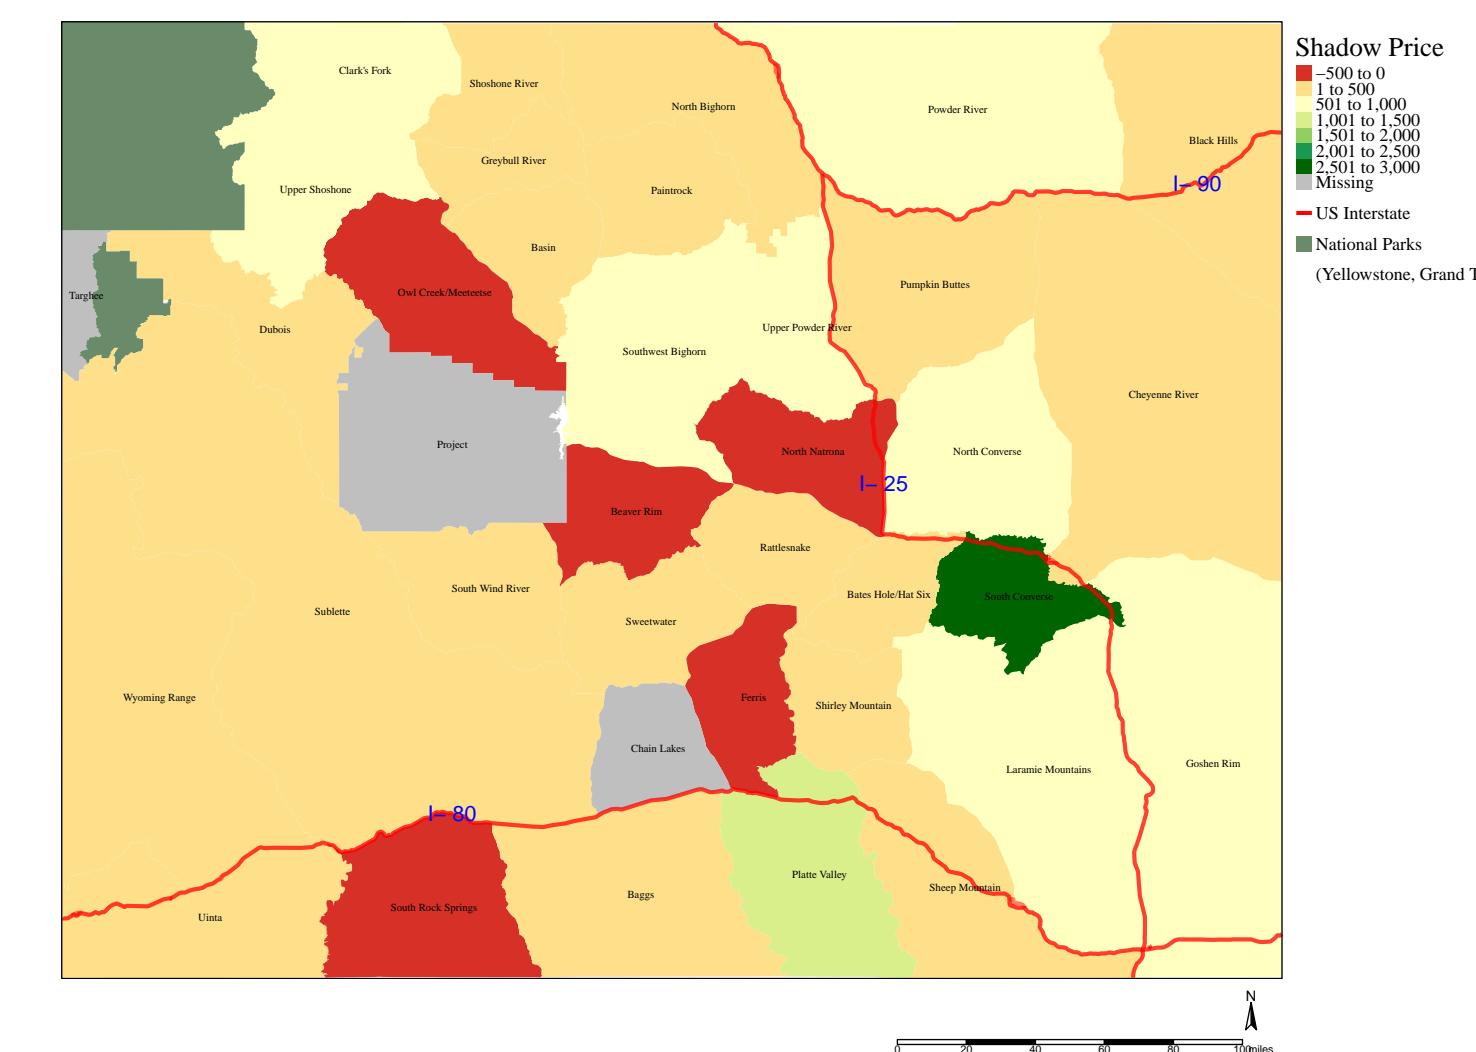 Shadow Price
−500 to 0
1 to 500
501 to 1,000
1,001 to 1,500
1,501 to 2,000
2,001 to 2,500
2,501 to 3,000
Missing
US Interstate
National Parks
(Yellowstone, Grand T
Clark's Fork
Shoshone River
North Bighorn
Powder River
Black Hills
Greybull River
I− 90
Upper Shoshone
Paintrock
Basin
Pumpkin Buttes
Owl Creek/Meeteetse
Targhee
Dubois
Upper Powder River
Southwest Bighorn
Cheyenne River
Project
North Natrona
North Converse
I− 25
Beaver Rim
Rattlesnake
South Wind River
Bates Hole/Hat Six
South Converse
Sublette
Sweetwater
Wyoming Range
Ferris
Shirley Mountain
Chain Lakes
Laramie Mountains
Goshen Rim
I− 80
Platte Valley
Sheep Mountain
Baggs
South Rock Springs
Uinta
N
0 20 40 60 80 100miles